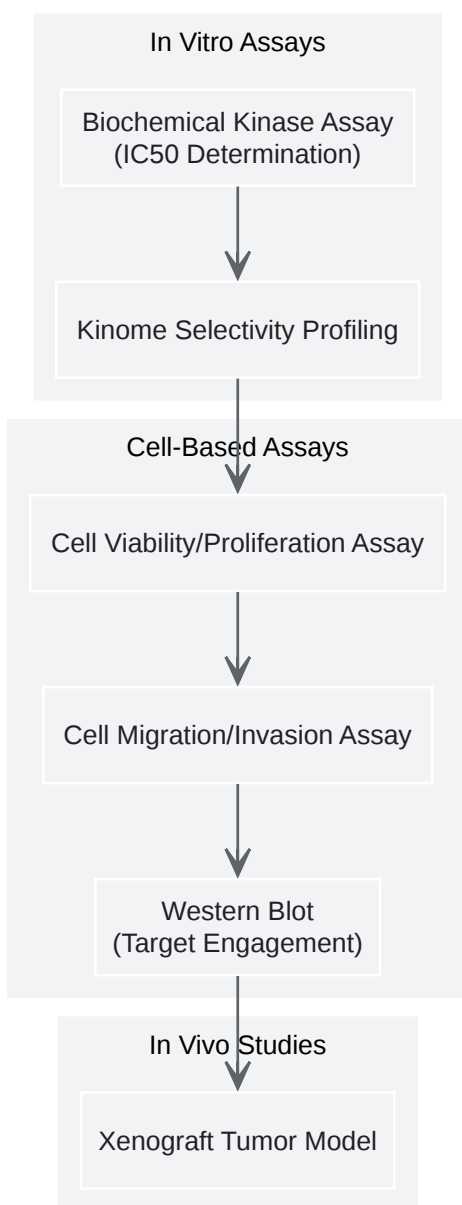 In Vitro Assays
Biochemical Kinase Assay
(IC50 Determination)
Kinome Selectivity Profiling
Cell-Based Assays
Cell Viability/Proliferation Assay
Cell Migration/Invasion Assay
Western Blot
(Target Engagement)
In Vivo Studies
Xenograft Tumor Model